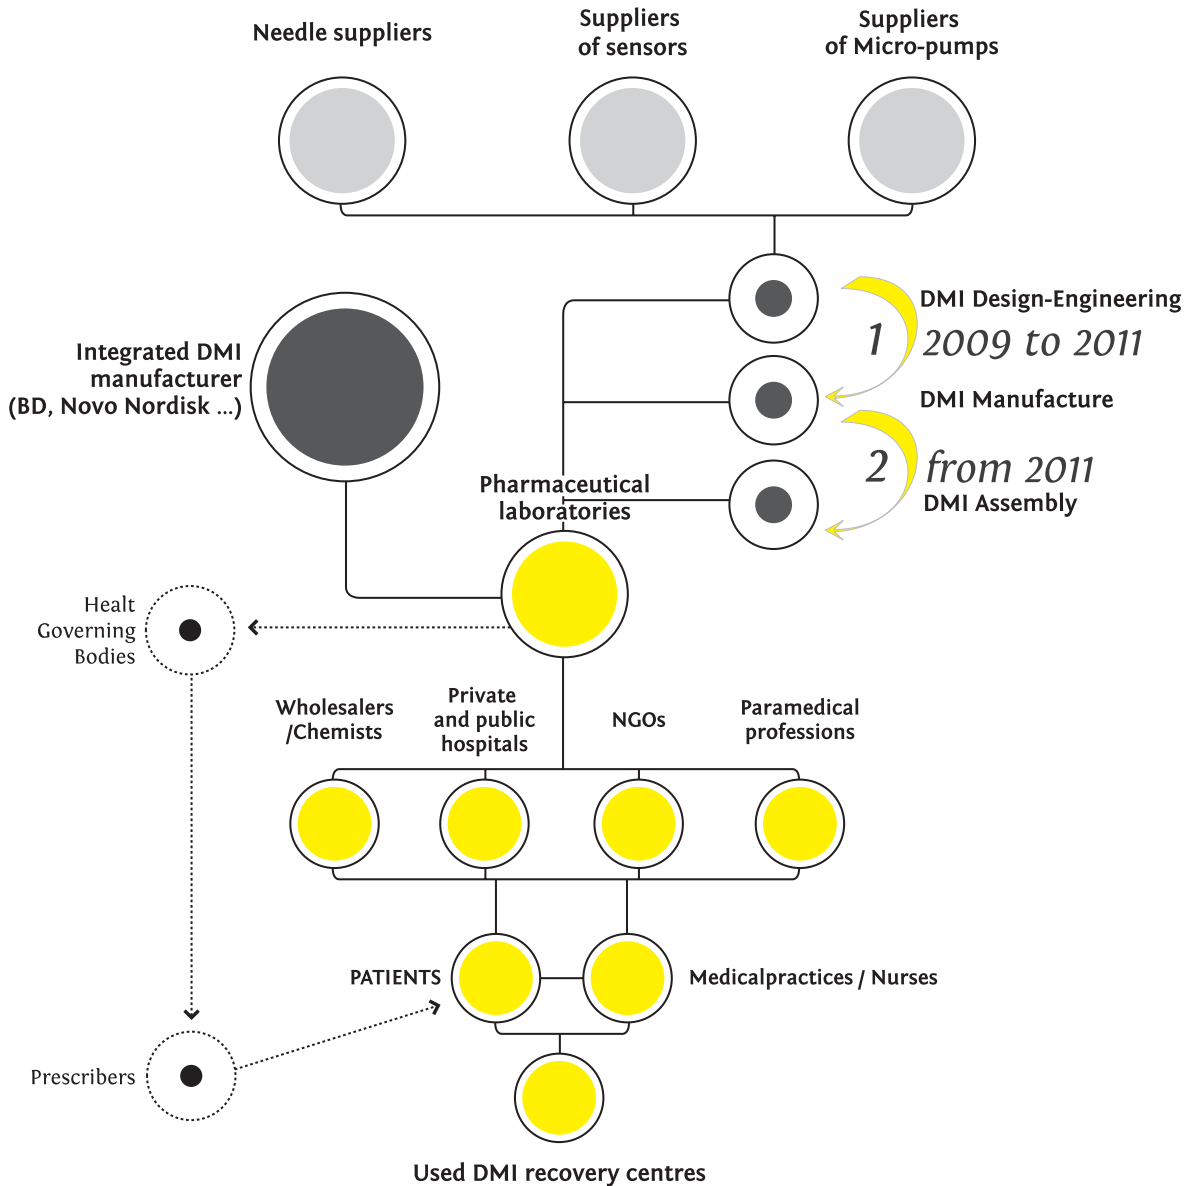 Needle suppliers
Suppliers
of sensors
Suppliers
of Micro-pumps
DMI Design-Engineering
1 2009 to 2011
Integrated DMI
manufacturer
(BD, Novo Nordisk ...)
DMI Manufacture
2 from 2011
DMI Assembly
Pharmaceutical
laboratories
Healt
Governing
Bodies
Wholesalers
/Chemists
Private
and public
hospitals
NGOs
Paramedical
professions
PATIENTS
Medicalpractices / Nurses
Prescribers
Used DMI recovery centres